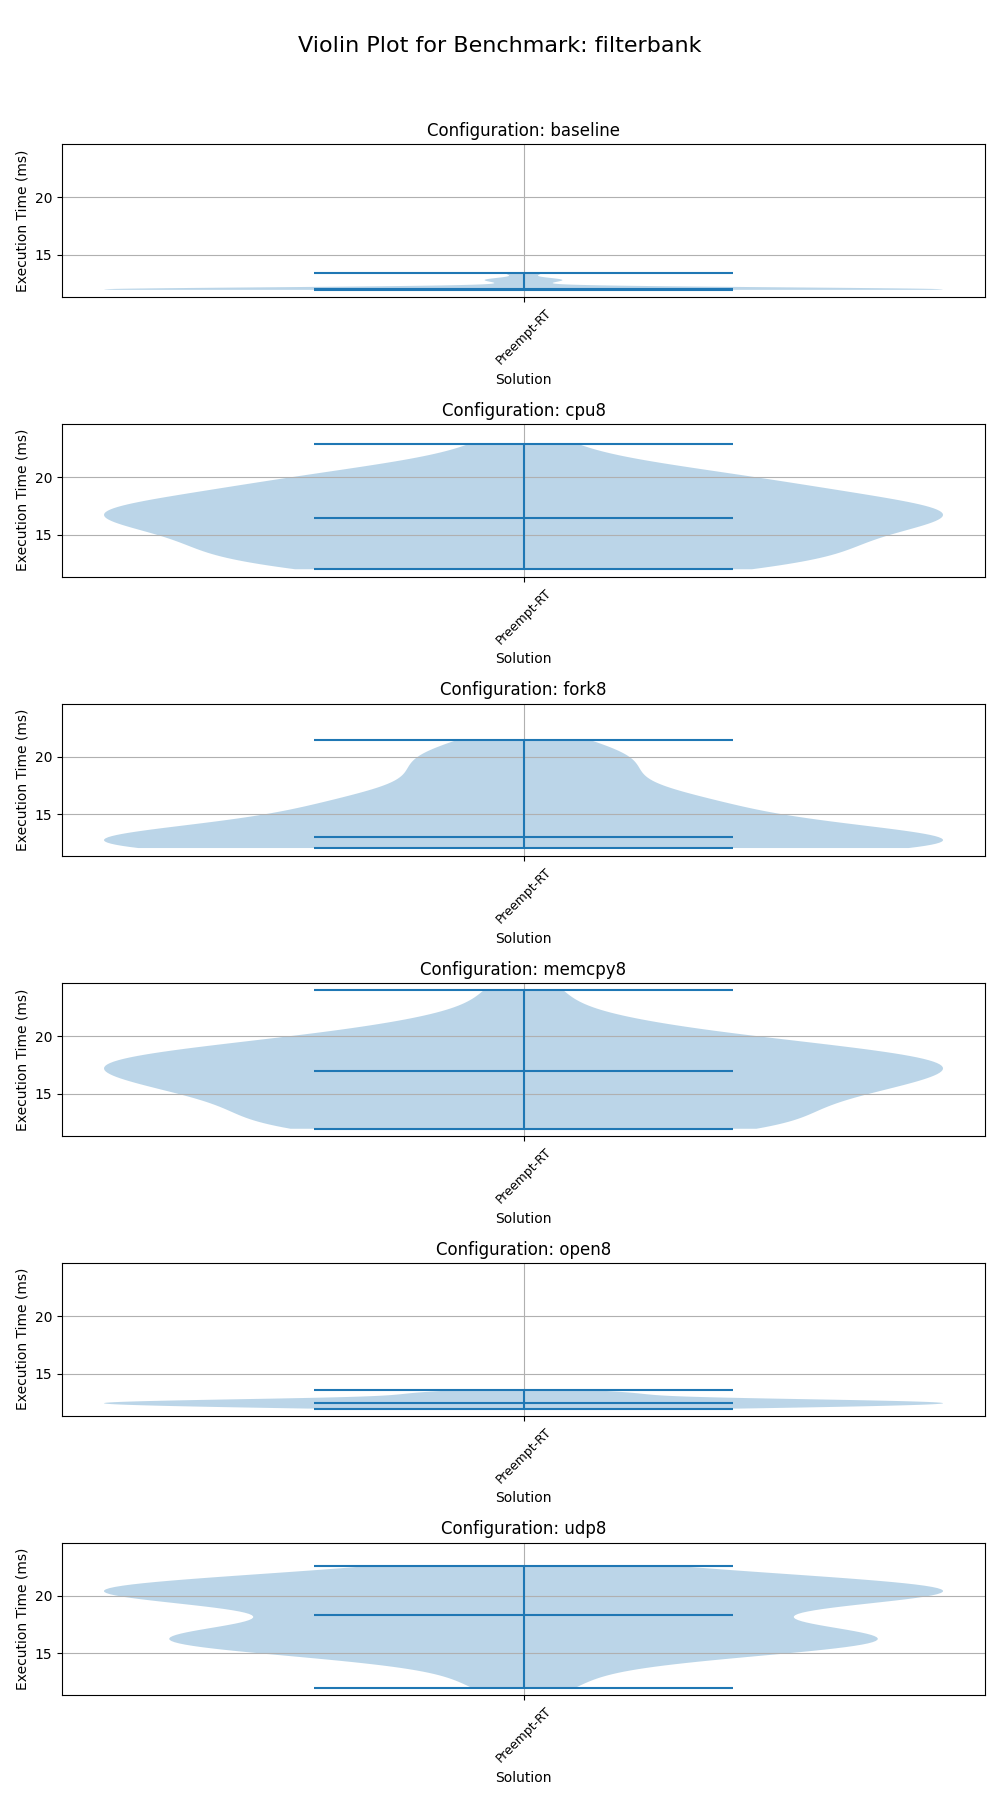 Violin Plot for Benchmark: filterbank
Configuration: baseline
Execution Time (ms)
20
15
Preempt-RT
Solution
Configuration: cpu8
Execution Time (ms)
20
15
Preempt-RT
Solution
Configuration: fork8
Execution Time (ms)
20
15
Preempt-RT
Solution
Configuration: memcpy8
Execution Time (ms)
20
15
Preempt-RT
Solution
Configuration: open8
Execution Time (ms)
20
15
Preempt-RT
Solution
Configuration: udp8
Execution Time (ms)
20
15
Preempt-RT
Solution